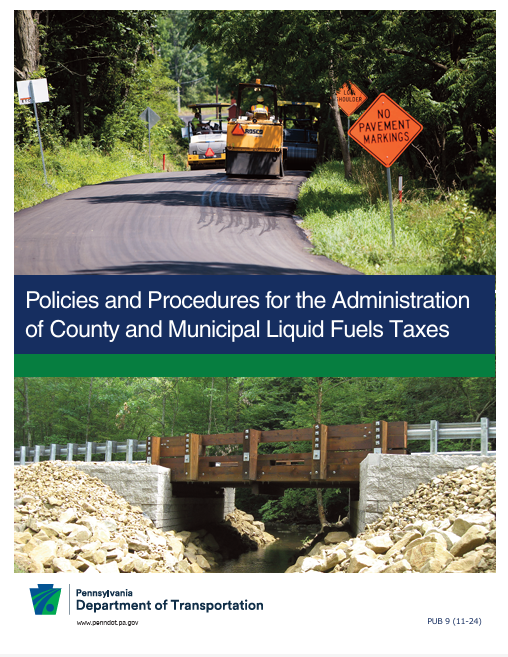 LOW
SHOULDER
NO
PAVEMENT
MARKINGS
ROSCO
Policies and Procedures for the Administration
of County and Municipal Liquid Fuels Taxes
Pennsylvania
Department of Transportation
www.penndot.pa.gov
PUB 9 (11-24)